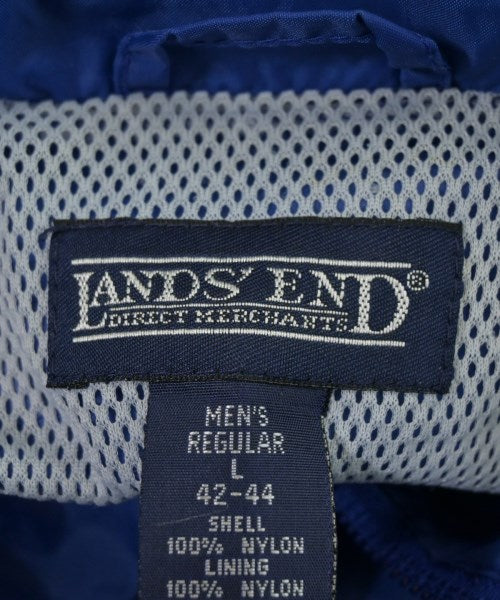 LANDS' END®
DIRECT MERCHANTS
MEN'S
REGULAR
L
42-44
SHELL
100% NYLON
LINING
100% NYLON